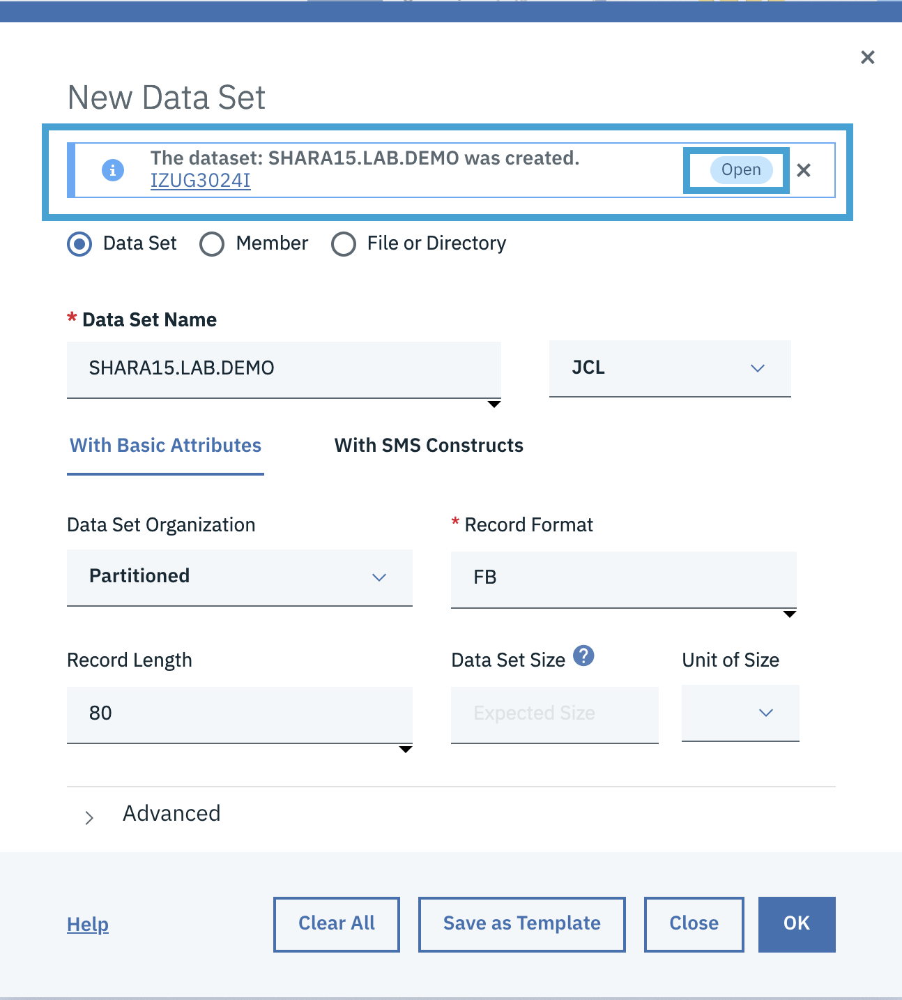 New Data Set
The dataset: SHARA15.LAB.DEMO was created.
IZUG3024I
Open
Data Set Member File or Directory
* Data Set Name
SHARA15.LAB.DEMO JCL
With Basic Attributes With SMS Constructs
Data Set Organization * Record Format
Partitioned FB
Record Length Data Set Size ? Unit of Size
80 Expected Size
Advanced
Help Clear All Save as Template Close OK